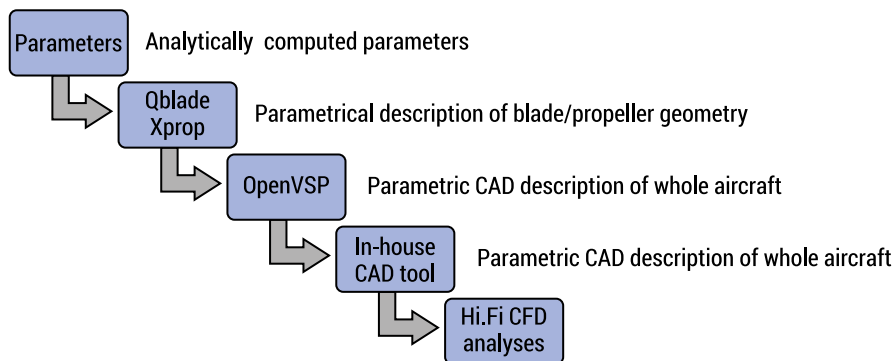 Parameters
Analytically computed parameters
Qblade
Xprop
Parametrical description of blade/propeller geometry
OpenVSP
Parametric CAD description of whole aircraft
In-house
CAD tool
Parametric CAD description of whole aircraft
Hi.Fi CFD
analyses